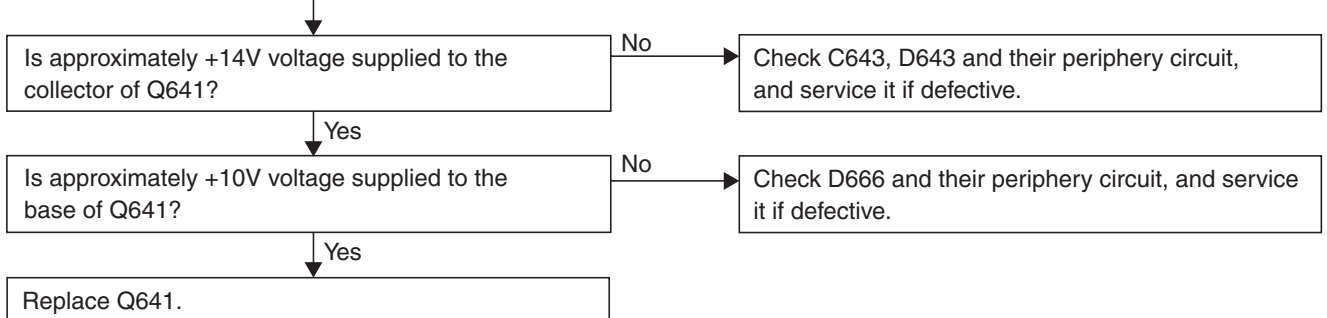 Is approximately +14V voltage supplied to the
collector of Q641?
No
Check C643, D643 and their periphery circuit,
and service it if defective.
Yes
Is approximately +10V voltage supplied to the
base of Q641?
No
Check D666 and their periphery circuit, and service
it if defective.
Yes
Replace Q641.